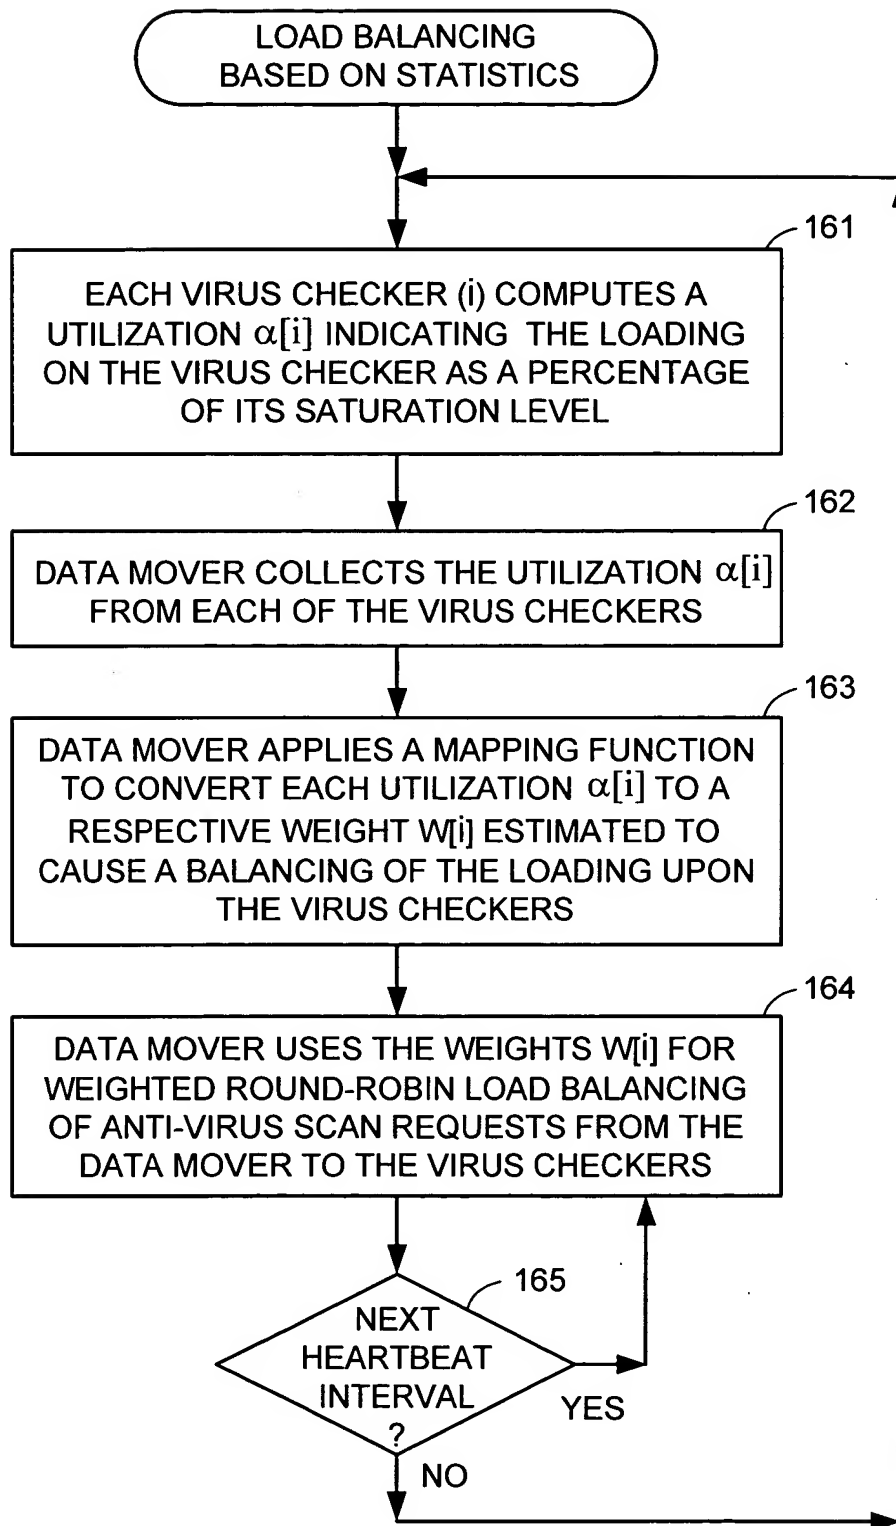 LOAD BALANCING
BASED ON STATISTICS
161
EACH VIRUS CHECKER (i) COMPUTES A
UTILIZATION α[i] INDICATING THE LOADING
ON THE VIRUS CHECKER AS A PERCENTAGE
OF ITS SATURATION LEVEL
162
DATA MOVER COLLECTS THE UTILIZATION α[i]
FROM EACH OF THE VIRUS CHECKERS
163
DATA MOVER APPLIES A MAPPING FUNCTION
TO CONVERT EACH UTILIZATION α[i] TO A
RESPECTIVE WEIGHT W[i] ESTIMATED TO
CAUSE A BALANCING OF THE LOADING UPON
THE VIRUS CHECKERS
164
DATA MOVER USES THE WEIGHTS W[i] FOR
WEIGHTED ROUND-ROBIN LOAD BALANCING
OF ANTI-VIRUS SCAN REQUESTS FROM THE
DATA MOVER TO THE VIRUS CHECKERS
165
NEXT
HEARTBEAT
INTERVAL
?
YES
NO